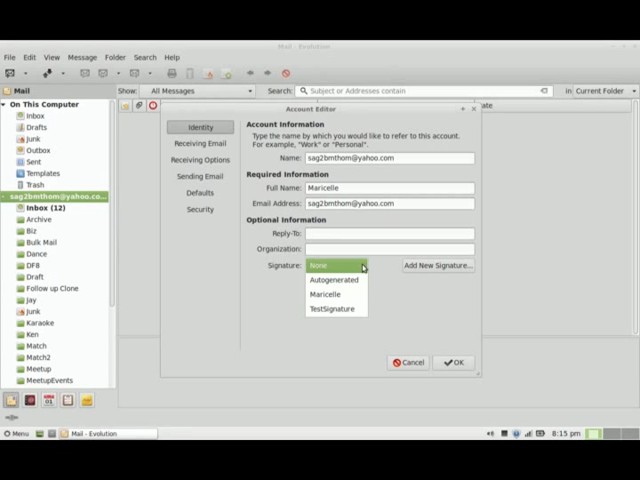 Mail - Evolution
File Edit View Message Folder Search Help
Mail
Show: All Messages
Search: Subject or Addresses contain
in Current Folder
On This Computer
Inbox
Drafts
Junk
Outbox
Sent
Templates
Trash
sag2bmthom@yahoo.co...
Inbox (12)
Archive
Biz
Bulk Mail
Dance
DF8
Draft
Follow up Clone
Jay
Junk
Karaoke
Ken
Match
Match2
Meetup
MeetupEvents
Account Editor
Identity
Receiving Email
Receiving Options
Sending Email
Defaults
Security
Account Information
Type the name by which you would like to refer to this account.
For example, "Work" or "Personal".
Name: sag2bmthom@yahoo.com
Required Information
Full Name: Maricelle
Email Address: sag2bmthom@yahoo.com
Optional Information
Reply-To:
Organization:
Signature: None
Add New Signature...
Autogenerated
Maricelle
TestSignature
Cancel
OK
Menu
Mail - Evolution
8:15 pm